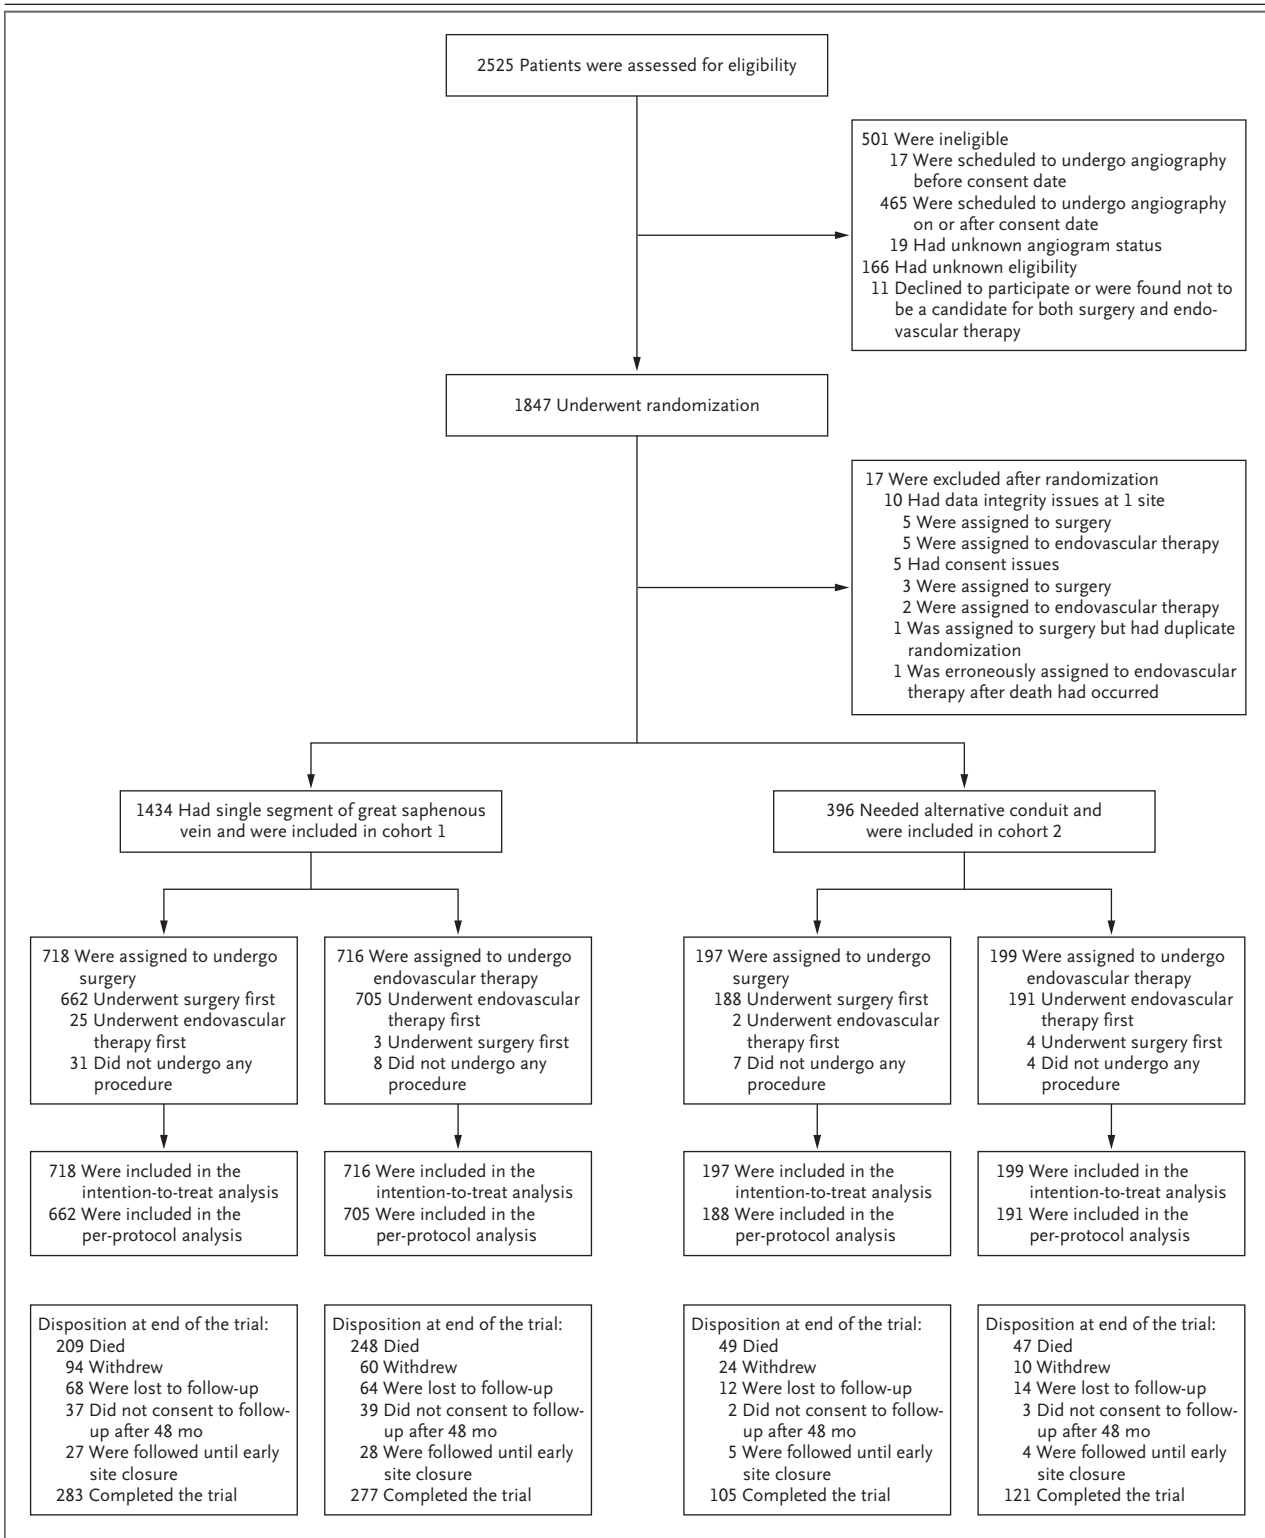 2525 Patients were assessed for eligibility
501 Were ineligible
17 Were scheduled to undergo angiography
before consent date
465 Were scheduled to undergo angiography
on or after consent date
19 Had unknown angiogram status
166 Had unknown eligibility
11 Declined to participate or were found not to
be a candidate for both surgery and endo-
vascular therapy
1847 Underwent randomization
17 Were excluded after randomization
10 Had data integrity issues at 1 site
5 Were assigned to surgery
5 Were assigned to endovascular therapy
5 Had consent issues
3 Were assigned to surgery
2 Were assigned to endovascular therapy
1 Was assigned to surgery but had duplicate
randomization
1 Was erroneously assigned to endovascular
therapy after death had occurred
1434 Had single segment of great saphenous
vein and were included in cohort 1
396 Needed alternative conduit and
were included in cohort 2
718 Were assigned to undergo
surgery
662 Underwent surgery first
25 Underwent endovascular
therapy first
31 Did not undergo any
procedure
716 Were assigned to undergo
endovascular therapy
705 Underwent endovascular
therapy first
3 Underwent surgery first
8 Did not undergo any
procedure
197 Were assigned to undergo
surgery
188 Underwent surgery first
2 Underwent endovascular
therapy first
7 Did not undergo any
procedure
199 Were assigned to undergo
endovascular therapy
191 Underwent endovascular
therapy first
4 Underwent surgery first
4 Did not undergo any
procedure
718 Were included in the
intention-to-treat analysis
662 Were included in the
per-protocol analysis
716 Were included in the
intention-to-treat analysis
705 Were included in the
per-protocol analysis
197 Were included in the
intention-to-treat analysis
188 Were included in the
per-protocol analysis
199 Were included in the
intention-to-treat analysis
191 Were included in the
per-protocol analysis
Disposition at end of the trial:
209 Died
94 Withdrew
68 Were lost to follow-up
37 Did not consent to follow-
up after 48 mo
27 Were followed until early
site closure
283 Completed the trial
Disposition at end of the trial:
248 Died
60 Withdrew
64 Were lost to follow-up
39 Did not consent to follow-
up after 48 mo
28 Were followed until early
site closure
277 Completed the trial
Disposition at end of the trial:
49 Died
24 Withdrew
12 Were lost to follow-up
2 Did not consent to follow-
up after 48 mo
5 Were followed until early
site closure
105 Completed the trial
Disposition at end of the trial:
47 Died
10 Withdrew
14 Were lost to follow-up
3 Did not consent to follow-
up after 48 mo
4 Were followed until early
site closure
121 Completed the trial